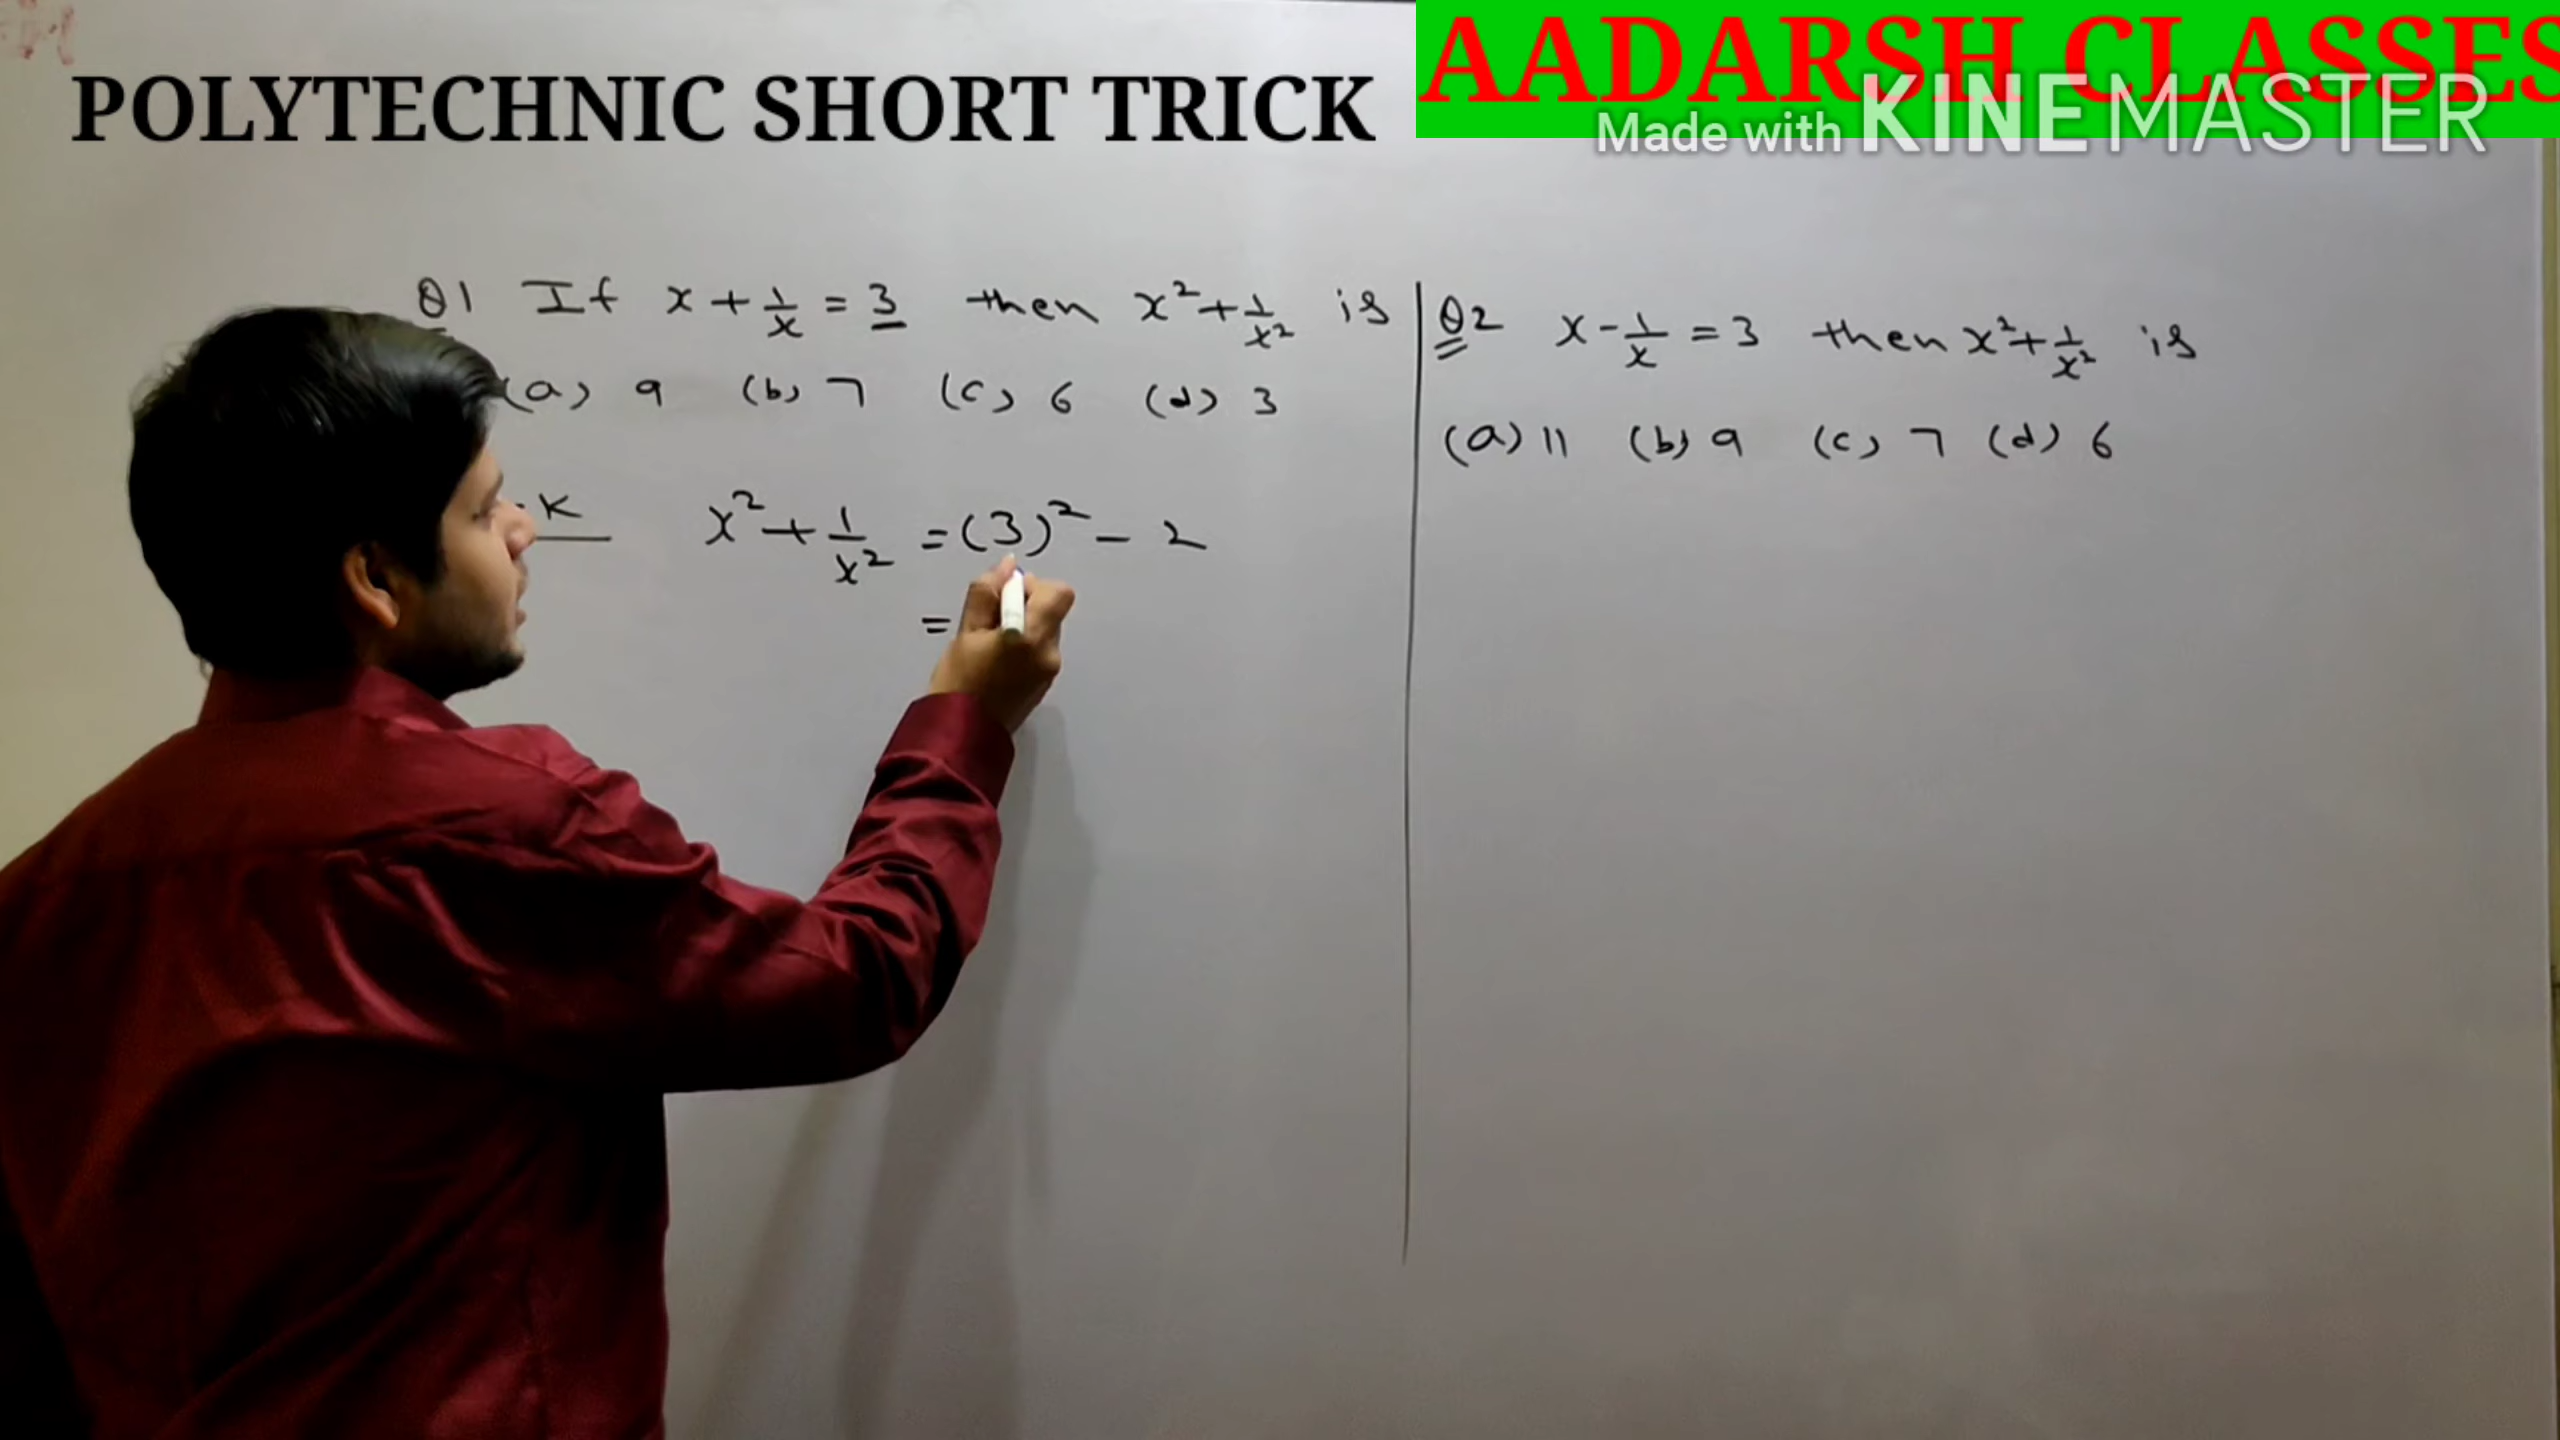 AADARSH CLASSES
Made with KINEMASTER
POLYTECHNIC SHORT TRICK
Q1 If x + 1/x = 3 then x² + 1/x² is
(a) 9 (b) 7 (c) 6 (d) 3
x² + 1/x² = (3)² - 2
=
Q2 x - 1/x = 3 then x² + 1/x² is
(a) 11 (b) 9 (c) 7 (d) 6